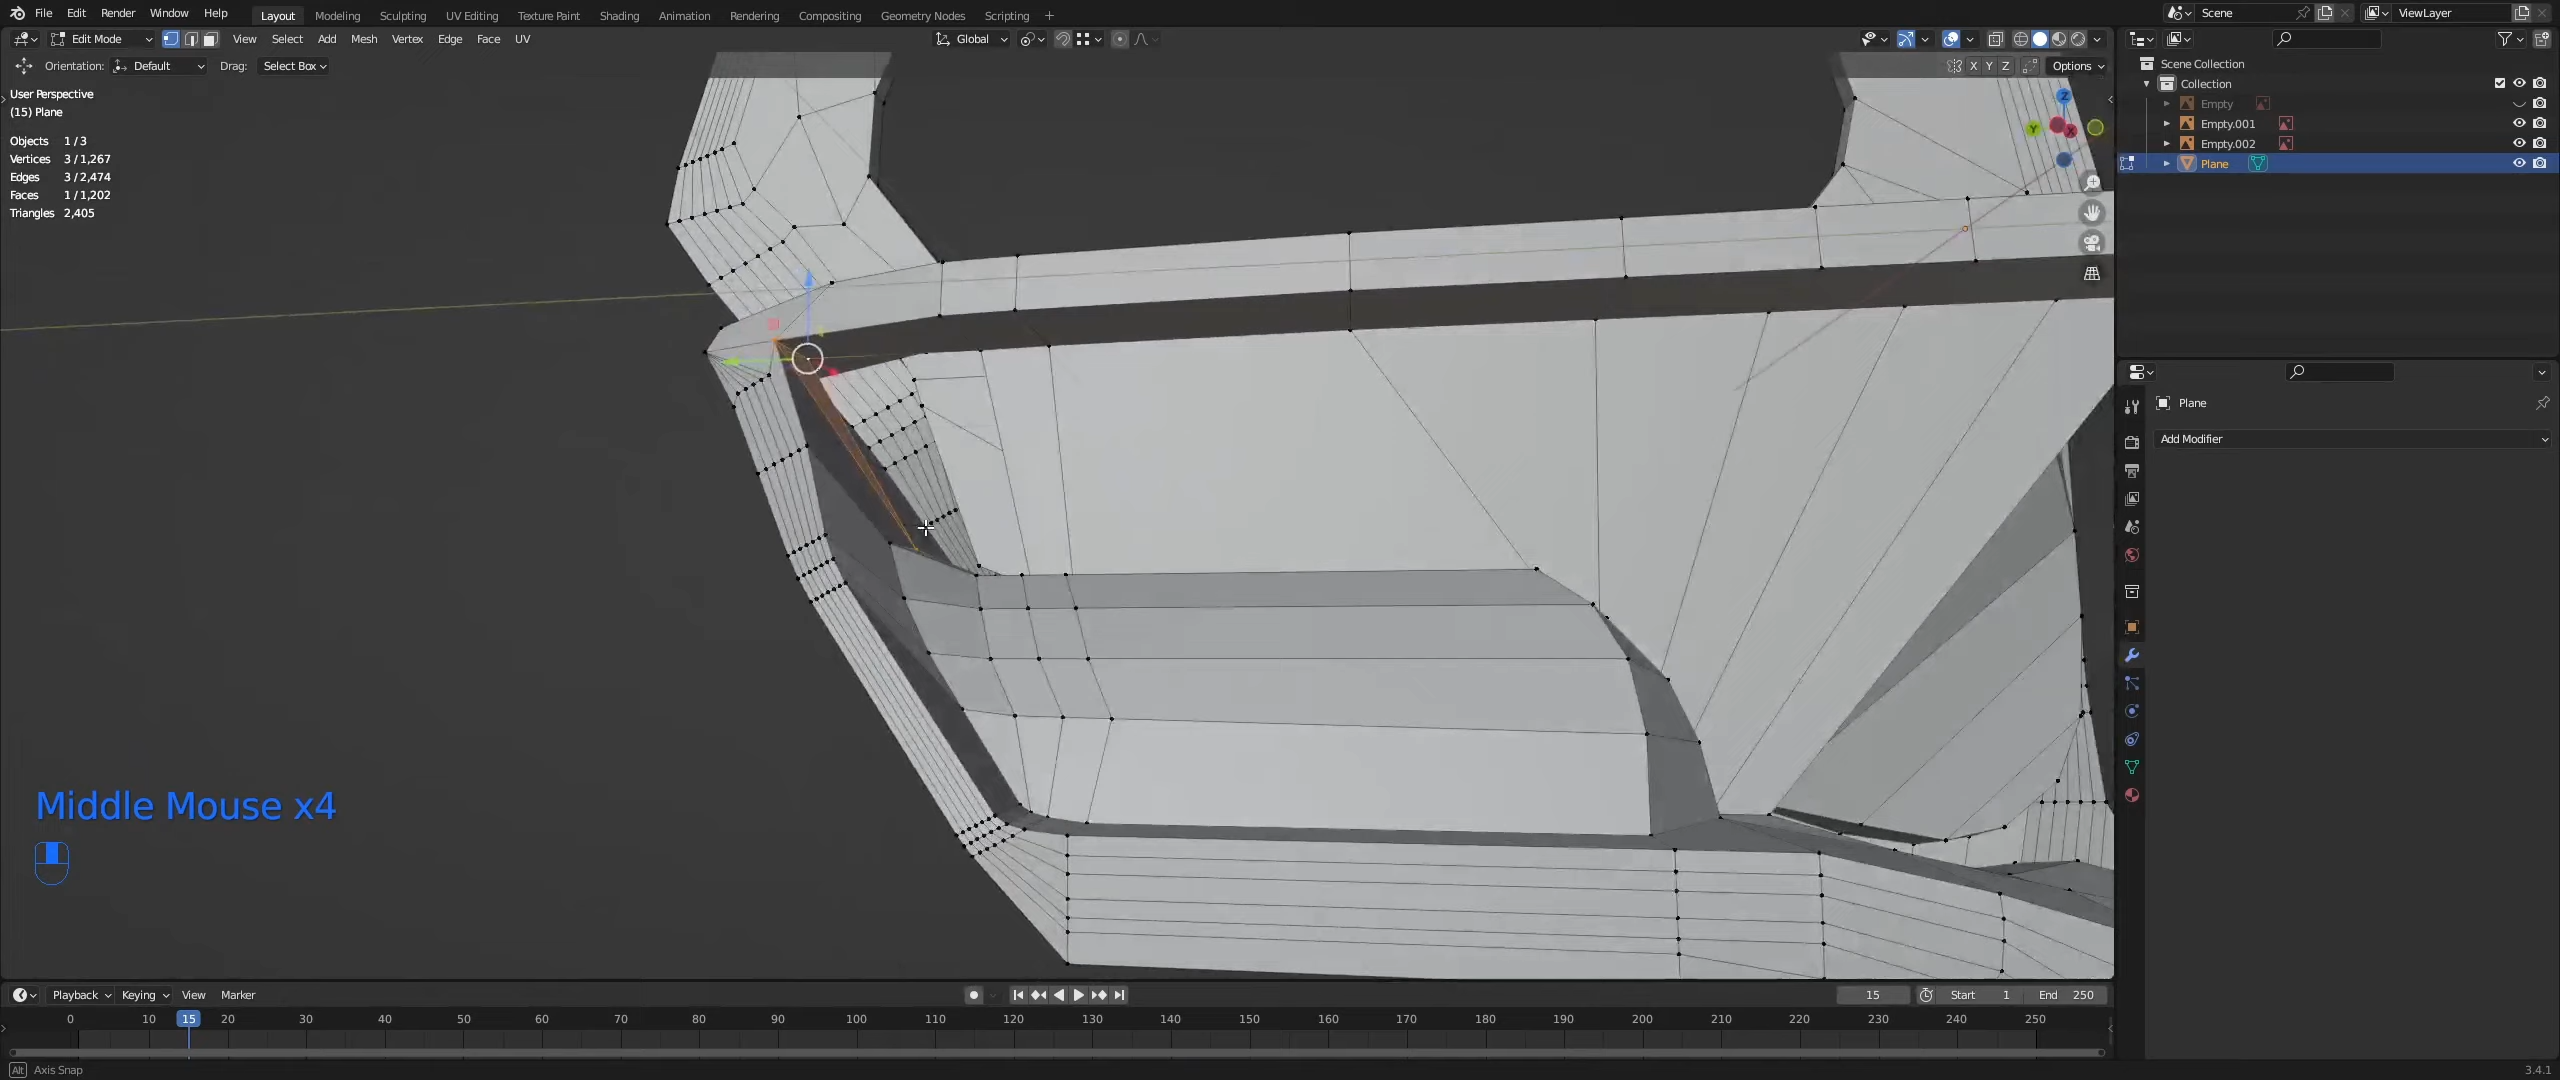 File Edit Render Window Help Layout Modeling Sculpting UV Editing Texture Paint Shading Animation Rendering Compositing Geometry Nodes Scripting + Scene ViewLayer
Edit Mode View Select Add Mesh Vertex Edge Face UV Global
Orientation: Default Drag: Select Box X Y Z Options
User Perspective
(15) Plane
Objects 1 / 3
Vertices 3 / 1,267
Edges 3 / 2,474
Faces 1 / 1,202
Triangles 2,405
Z
Y
X
Scene Collection
Collection
Empty
Empty.001
Empty.002
Plane
Plane
Add Modifier
Middle Mouse x4
Playback Keying View Marker 15 Start 1 End 250
0 10 15 20 30 40 50 60 70 80 90 100 110 120 130 140 150 160 170 180 190 200 210 220 230 240 250
Alt Axis Snap 3.4.1